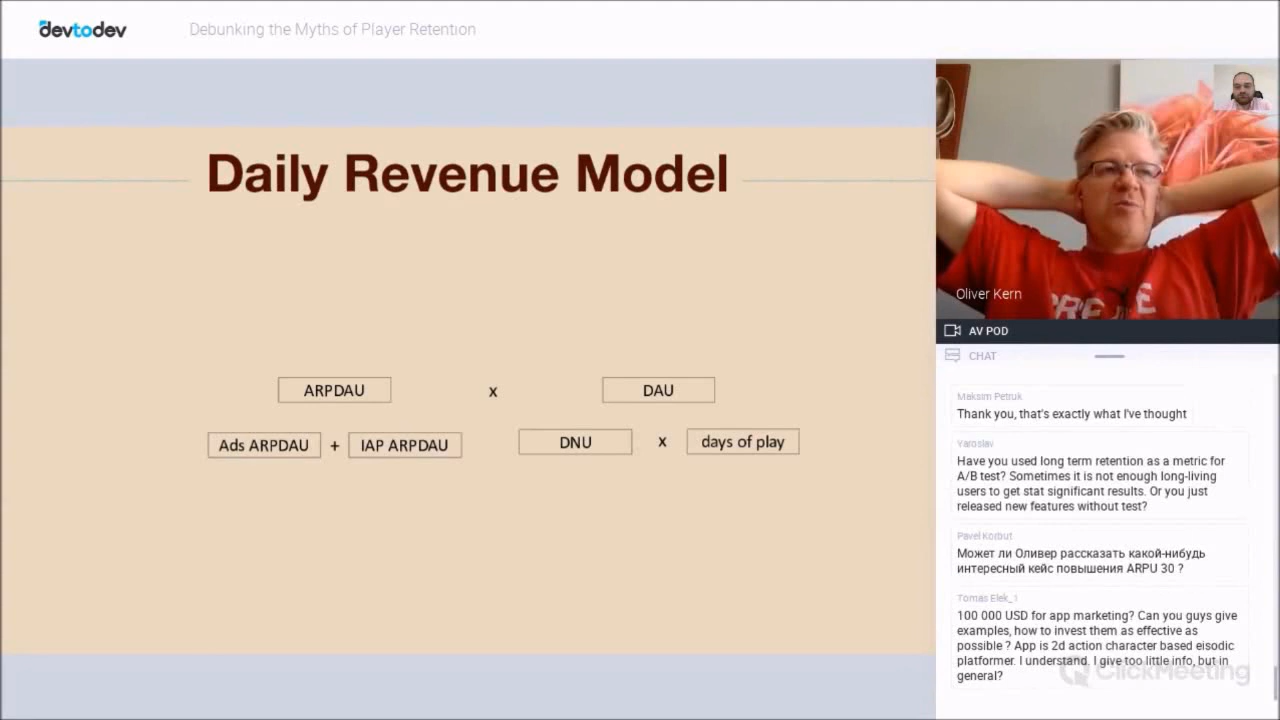 devtodev
Debunking the Myths of Player Retention
Daily Revenue Model
ARPDAU x DAU
Ads ARPDAU + IAP ARPDAU DNU x days of play
Oliver Kern
AV POD
CHAT
Maksim Petruk
Thank you, that's exactly what I've thought
Yaroslav
Have you used long term retention as a metric for
A/B test? Sometimes it is not enough long-living
users to get stat significant results. Or you just
released new features without test?
Pavel Korbut
Может ли Оливер рассказать какой-нибудь
интересный кейс повышения ARPU 30 ?
Tomas Elek_1
100 000 USD for app marketing? Can you guys give
examples, how to invest them as effective as
possible ? App is 2d action character based eisodic
platformer. I understand. I give too little info, but in
general?
ClickMeeting